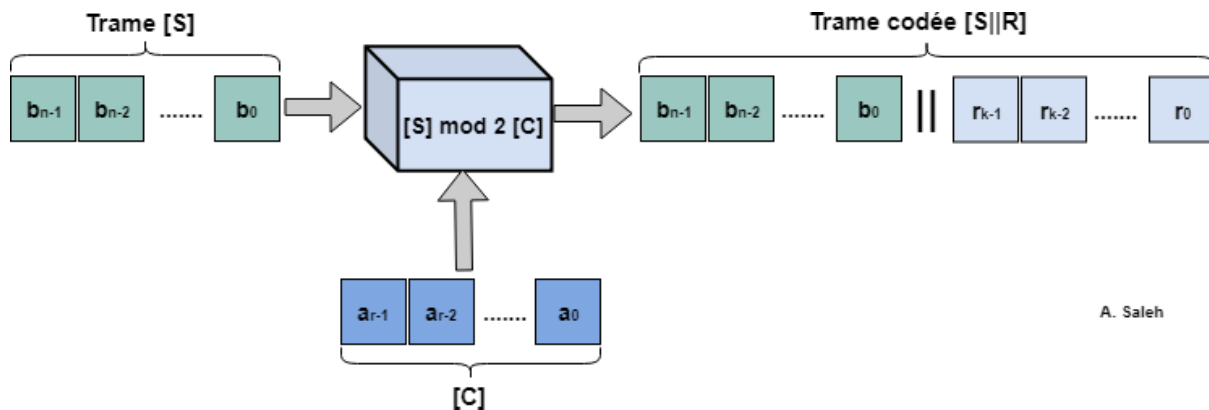 Trame [S]
Trame codée [S||R]
bn-1 bn-2 ....... b0
[S] mod 2 [C]
bn-1 bn-2 ....... b0 || rk-1 rk-2 ....... r0
ar-1 ar-2 ....... a0
A. Saleh
[C]